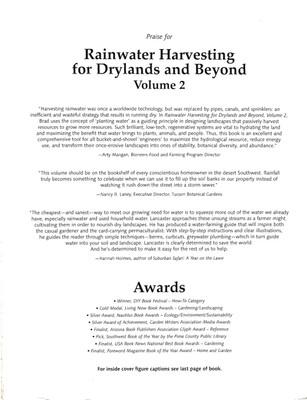 Praise for
Rainwater Harvesting
for Drylands and Beyond
Volume 2
"Harvesting rainwater was once a worldwide technology, but was replaced by pipes, canals, and sprinklers: an
inefficient and wasteful strategy that results in running dry. In Rainwater Harvesting for Drylands and Beyond, Volume 2,
Brad uses the concept of 'planting water' as a guiding principle in designing landscapes that passively harvest
resources to grow more resources. Such brilliant, low-tech, regenerative systems are vital to hydrating the land
and maximizing the benefit that water brings to plants, animals, and people. Thus, this book is an excellent and
comprehensive tool for all bucket-and-shovel 'engineers' to maximize the hydrological resource, reduce energy
use, and transform their once-erosive landscapes into ones of stability, botanical diversity, and abundance."
—Arty Mangan, Bioneers Food and Farming Program Director
"This volume should be on the bookshelf of every conscientious homeowner in the desert Southwest. Rainfall
truly becomes something to celebrate when we can use it to fill up the soil banks in our property instead of
watching it rush down the street into a storm sewer."
—Nancy R. Laney, Executive Director, Tucson Botanical Gardens
"The cheapest—and sanest—way to meet our growing need for water is to squeeze more out of the water we already
have, especially rainwater and used household water. Lancaster approaches these unsung streams as a farmer might
cultivating them in order to nourish dry landscapes. He has produced a water-farming guide that will inspire both
the casual gardener and the card-carrying permaculturalist. With step-by-step instructions and clear illustrations,
he guides the reader through simple techniques—berms, curbcuts, greywater plumbing—which in turn guide
water into your soil and landscape. Lancaster is clearly determined to save the world.
And he's determined to make it easy for the rest of us to help.
—Hannah Holmes, author of Suburban Safari: A Year on the Lawn
Awards
• Winner, DIY Book Festival – How-To Category
• Gold Medal, Living Now Book Awards – Gardening/Landscaping
• Silver Award, Nautilus Book Awards – Ecology/Environment/Sustainability
• Silver Award of Achievement, Garden Writers Association Media Awards
• Finalist, Arizona Book Publishers Association Glyph Award – Reference
• Pick, Southwest Book of the Year by the Pima County Public Library
• Finalist, USA Book News National Best Book Awards – Gardening
• Finalist, Foreword Magazine Book of the Year Award – Home and Garden
For inside cover figure captions see last page of book.